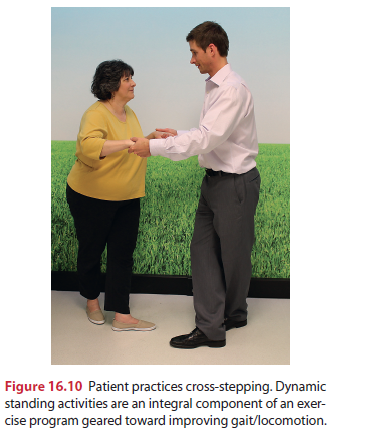 Figure 16.10 Patient practices cross-stepping. Dynamic
standing activities are an integral component of an exer-
cise program geared toward improving gait/locomotion.